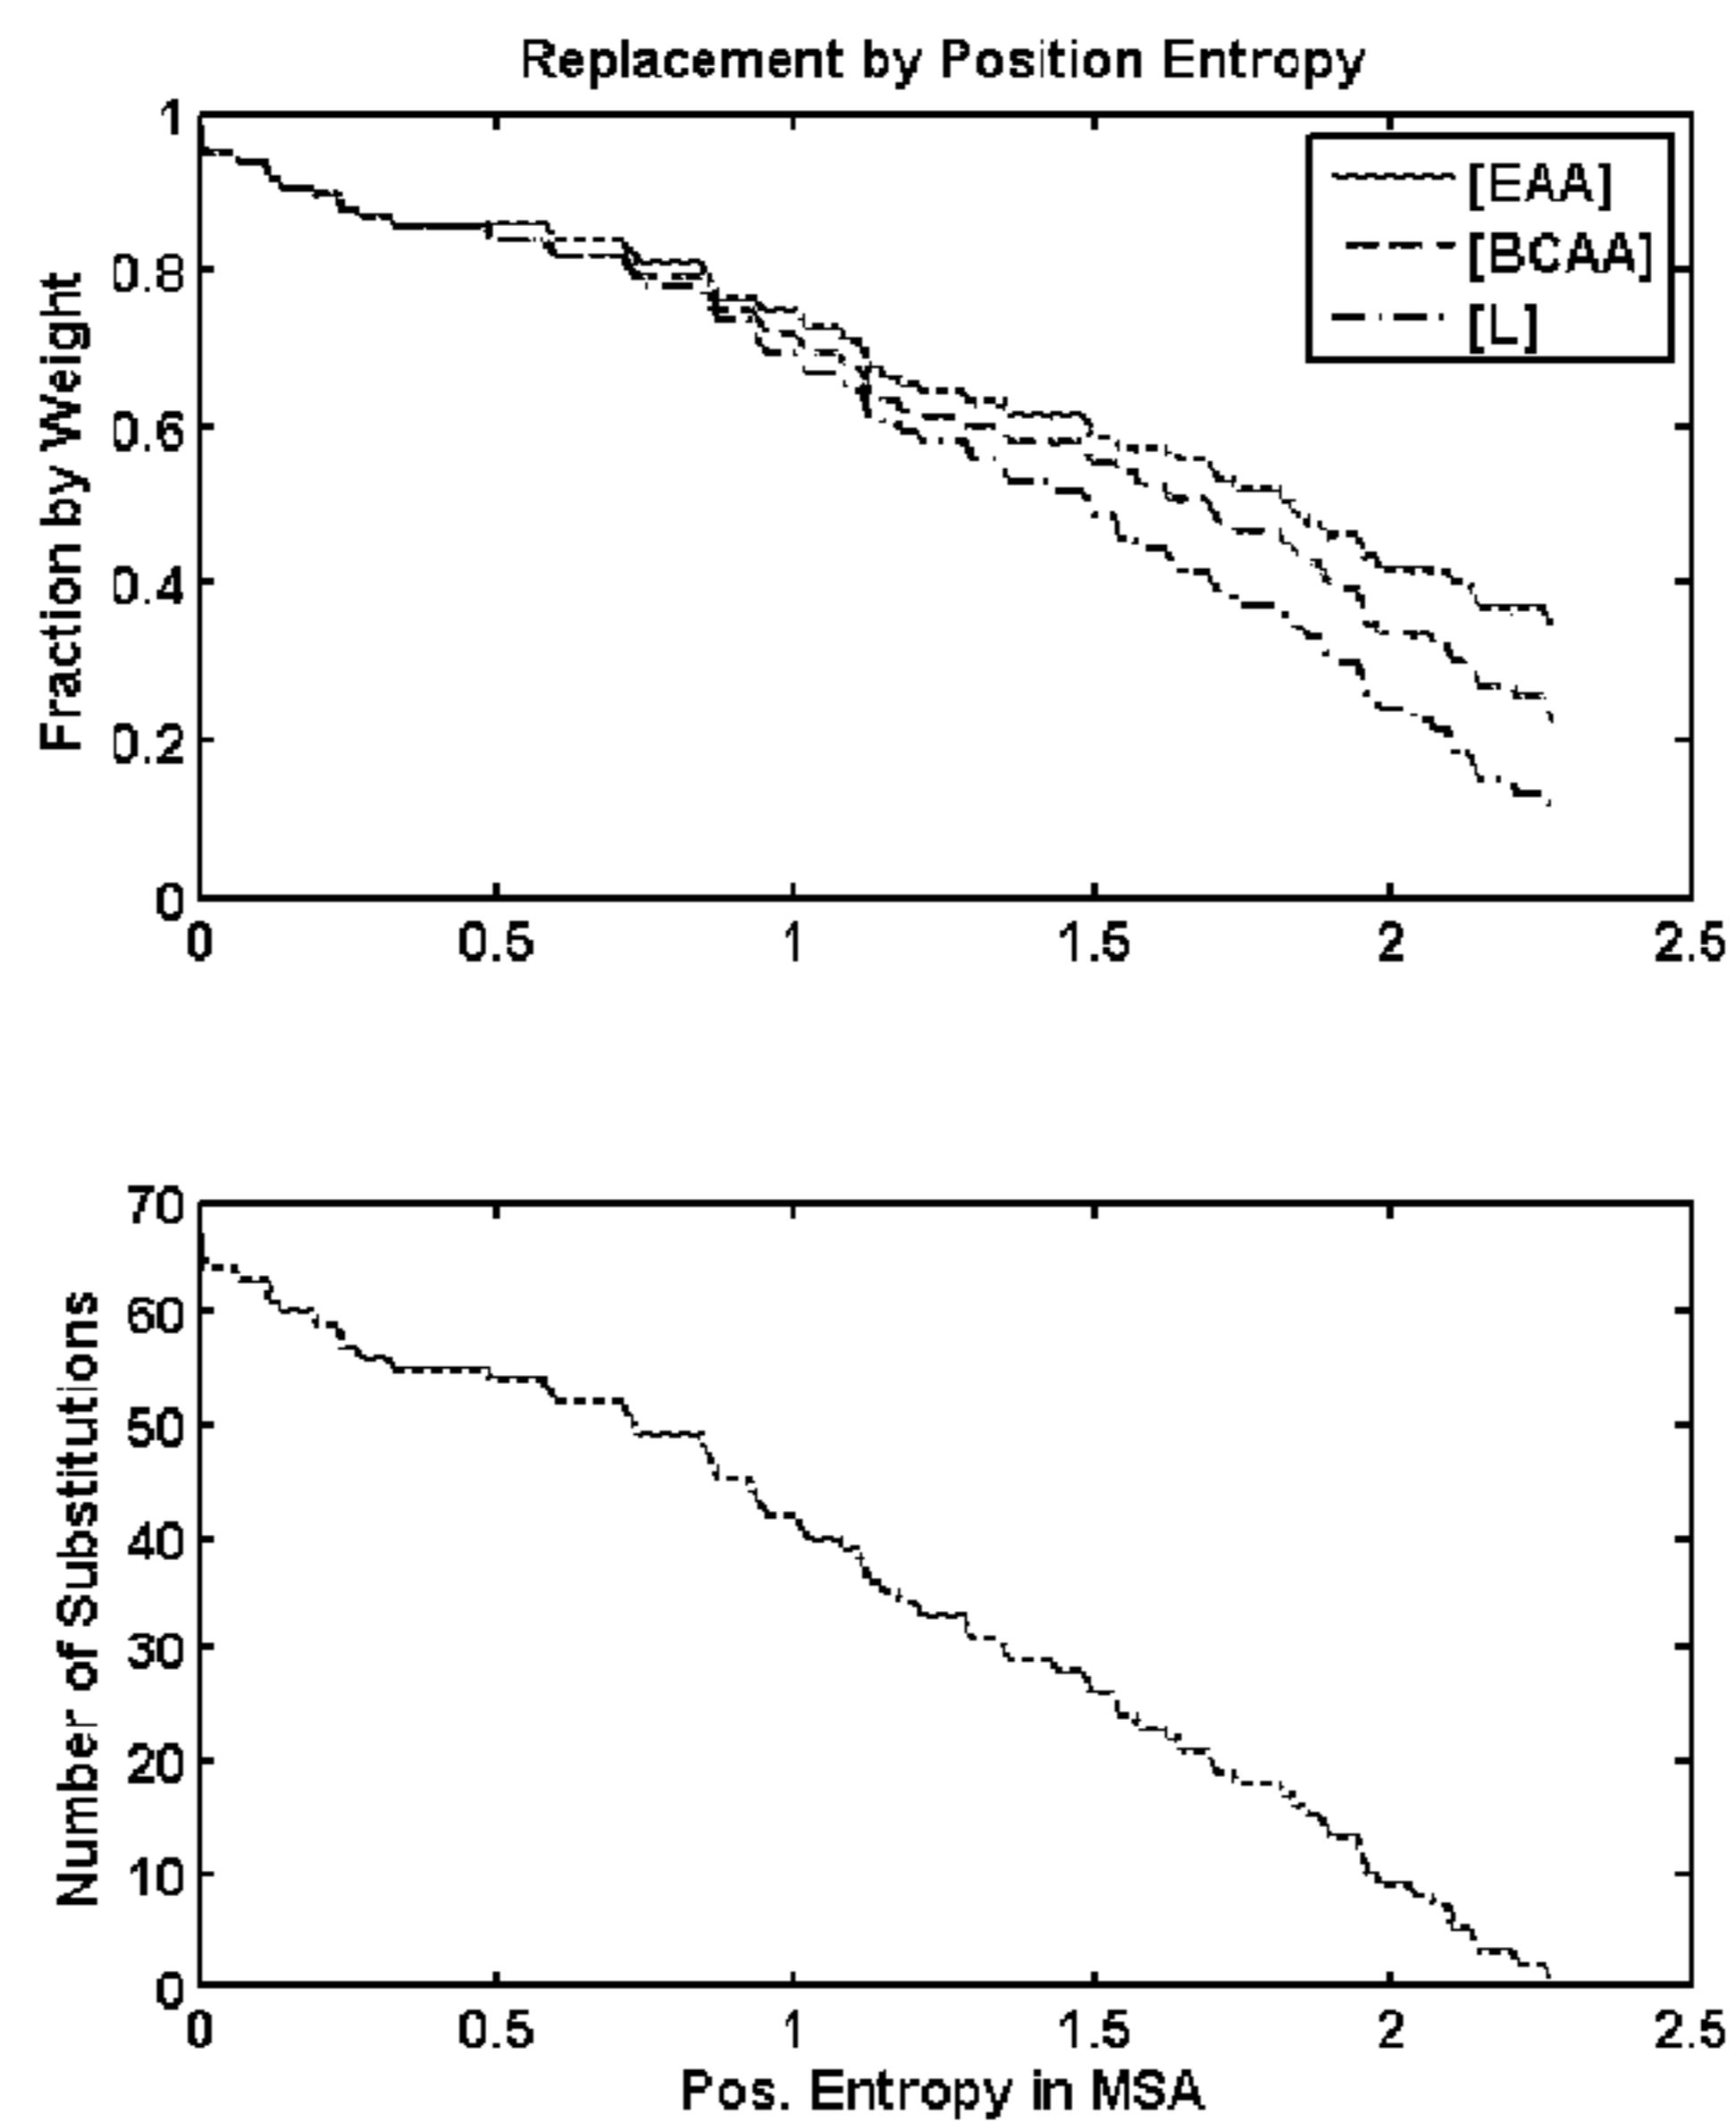 Replacement by Position Entropy
Fraction by Weight
1
0.8
0.6
0.4
0.2
0
0 0.5 1 1.5 2 2.5
[EAA]
[BCAA]
[L]
Number of Substitutions
70
60
50
40
30
20
10
0
0 0.5 1 1.5 2 2.5
Pos. Entropy in MSA